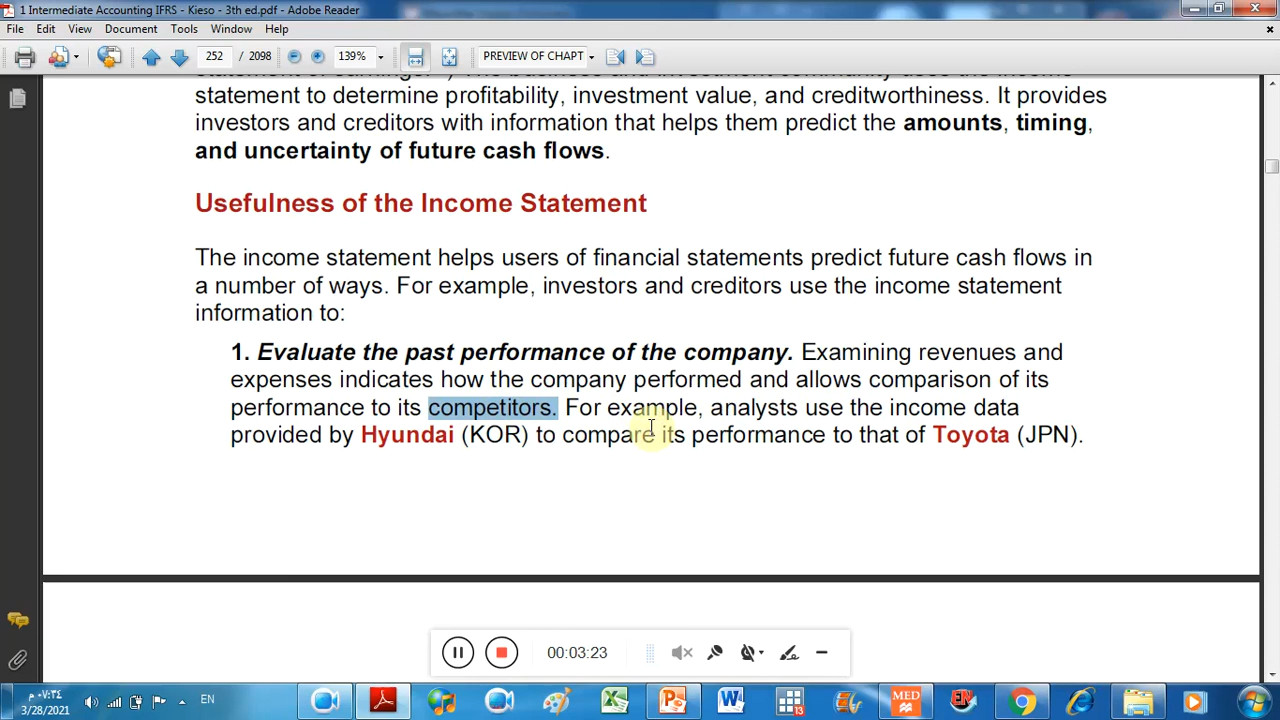 1 Intermediate Accounting IFRS - Kieso - 3th ed.pdf - Adobe Reader
File Edit View Document Tools Window Help
252 / 2098 139% PREVIEW OF CHAPT
statement to determine profitability, investment value, and creditworthiness. It provides
investors and creditors with information that helps them predict the amounts, timing,
and uncertainty of future cash flows.
Usefulness of the Income Statement
The income statement helps users of financial statements predict future cash flows in
a number of ways. For example, investors and creditors use the income statement
information to:
1. Evaluate the past performance of the company. Examining revenues and
expenses indicates how the company performed and allows comparison of its
performance to its competitors. For example, analysts use the income data
provided by Hyundai (KOR) to compare its performance to that of Toyota (JPN).
00:03:23
م ٠٧:٣٤
3/28/2021
EN
MED
13